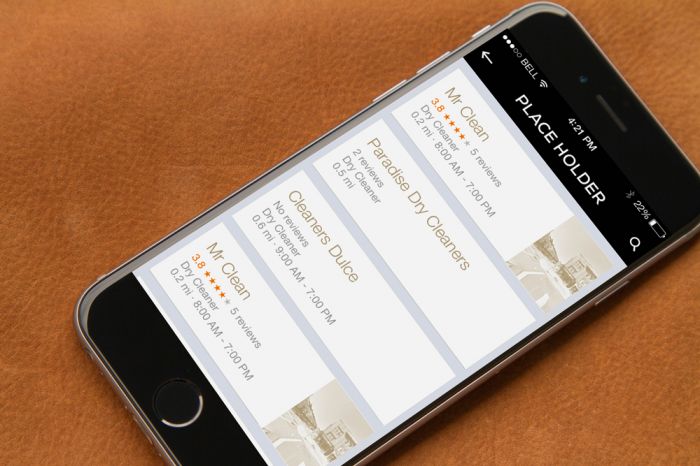 BELL 4:21 PM 22%
PLACE HOLDER
Mr Clean
3.8 ★★★★★ 5 reviews
Dry Cleaner
0.2 mi · 8:00 AM - 7:00 PM
Paradise Dry Cleaners
2 reviews
Dry Cleaner
0.5 mi
Cleaners Dulce
No reviews
Dry Cleaner
0.6 mi · 9:00 AM - 7:00 PM
Mr Clean
3.8 ★★★★★ 5 reviews
Dry Cleaner
0.2 mi · 8:00 AM - 7:00 PM